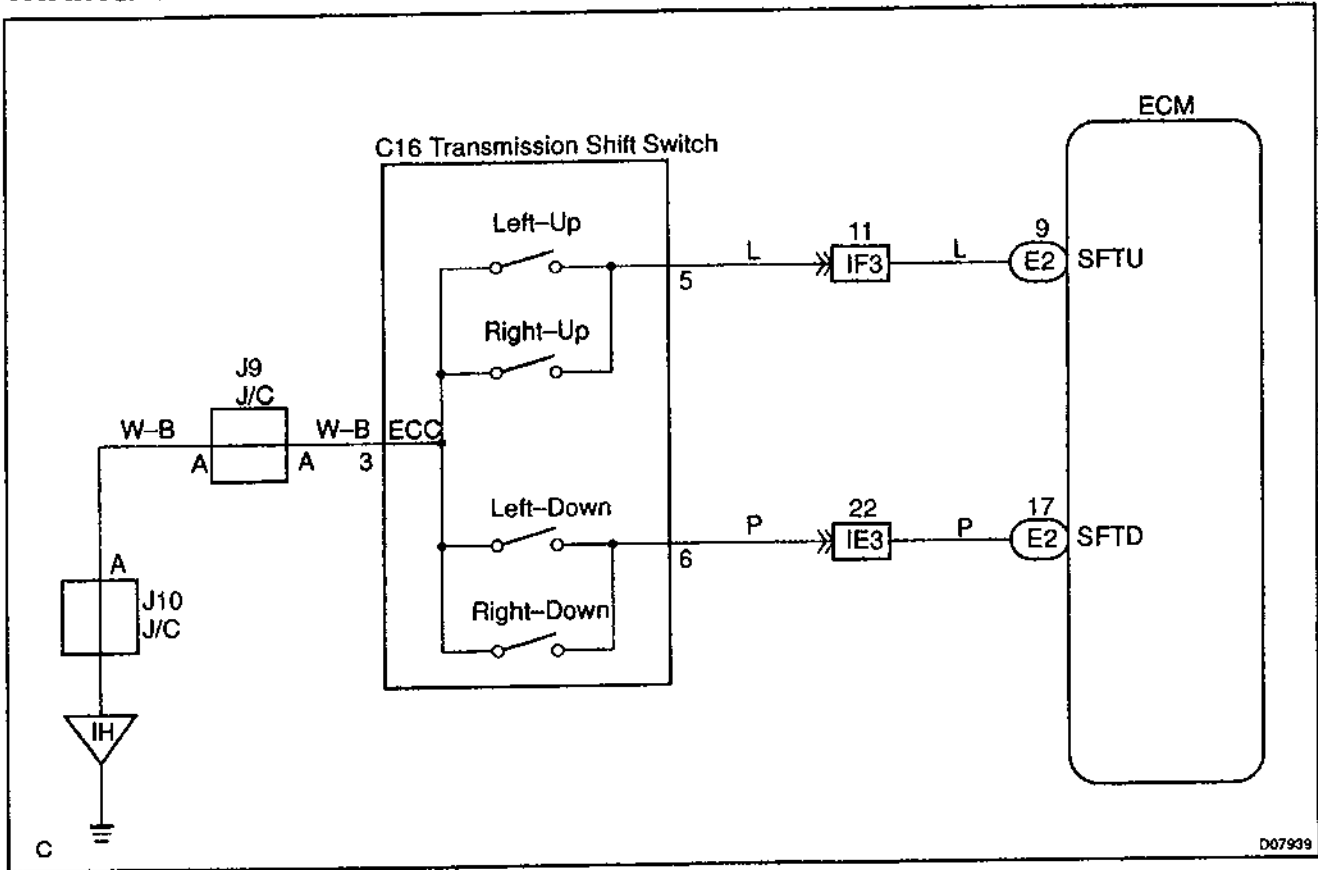 ECM
C16 Transmission Shift Switch
Left–Up
L
11
IF3
L
9
E2
SFTU
5
Right–Up
J9
J/C
W–B
A
A
W–B
3
ECC
Left–Down
P
22
IE3
P
17
E2
SFTD
6
A
J10
J/C
Right–Down
IH
C
D07939